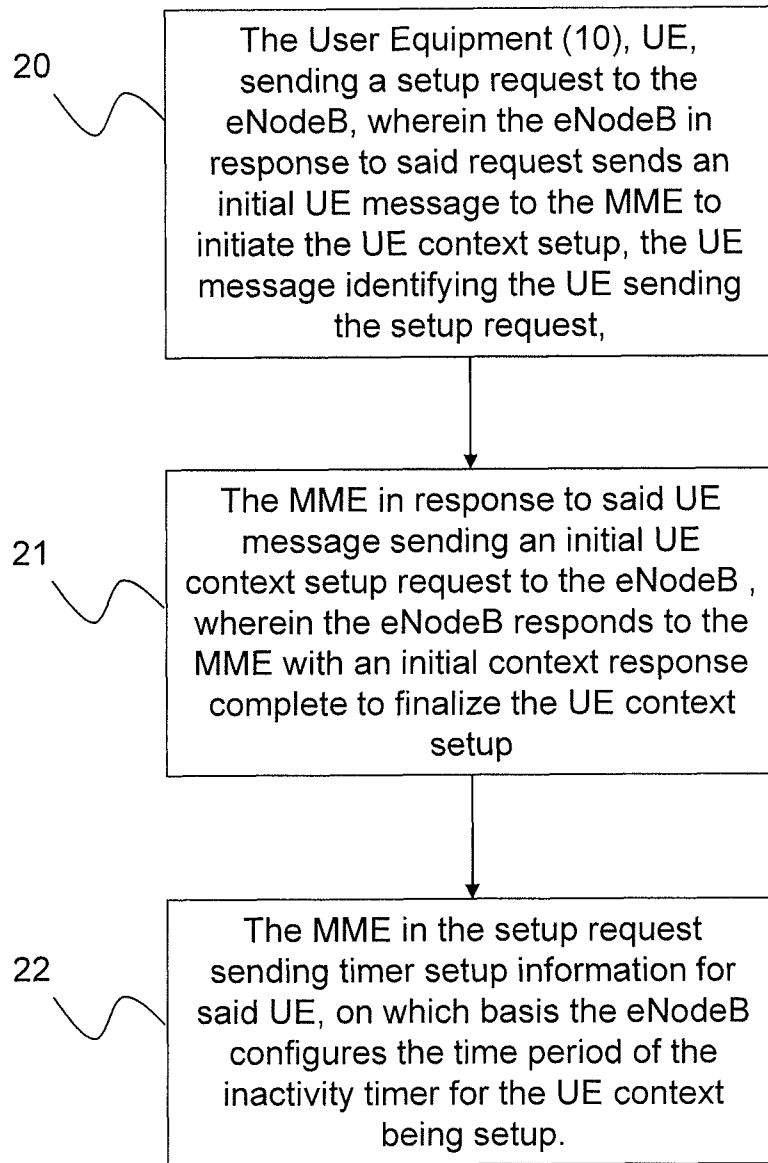 20
The User Equipment (10), UE,
sending a setup request to the
eNodeB, wherein the eNodeB in
response to said request sends an
initial UE message to the MME to
initiate the UE context setup, the UE
message identifying the UE sending
the setup request,
21
The MME in response to said UE
message sending an initial UE
context setup request to the eNodeB ,
wherein the eNodeB responds to the
MME with an initial context response
complete to finalize the UE context
setup
22
The MME in the setup request
sending timer setup information for
said UE, on which basis the eNodeB
configures the time period of the
inactivity timer for the UE context
being setup.